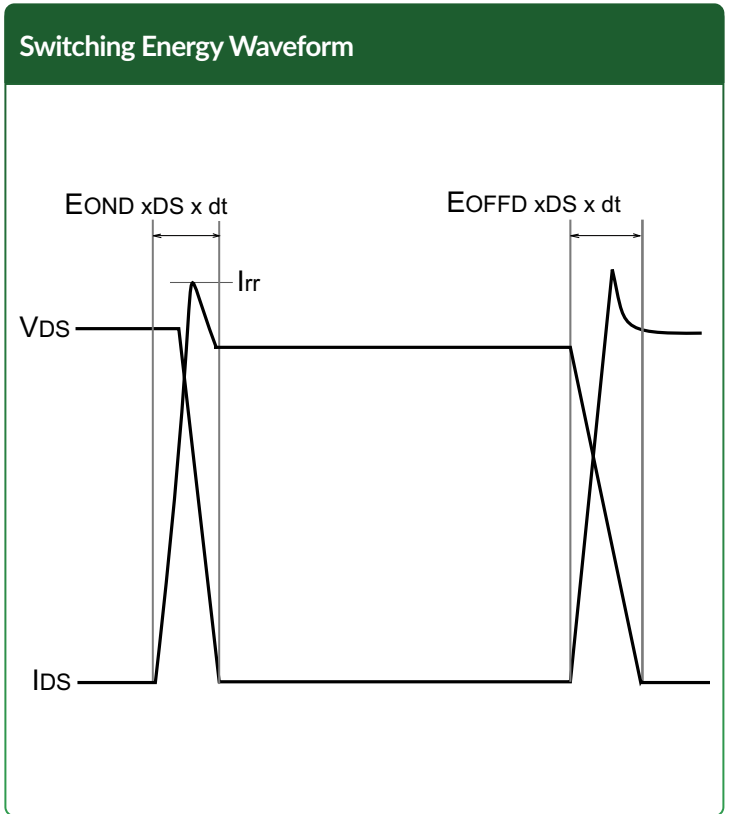 Switching Energy Waveform
EOND xDS x dt
EOFFD xDS x dt
Irr
VDS
IDS